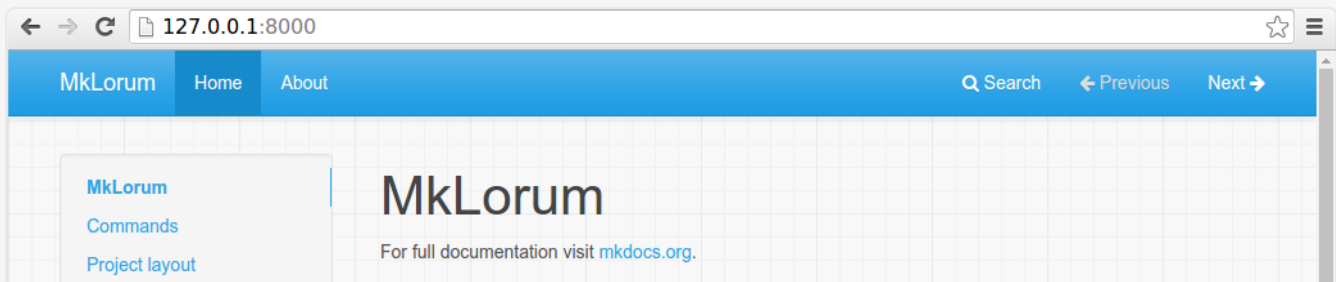 127.0.0.1:8000
MkLorum Home About Search Previous Next
MkLorum
Commands
Project layout
MkLorum
For full documentation visit mkdocs.org.